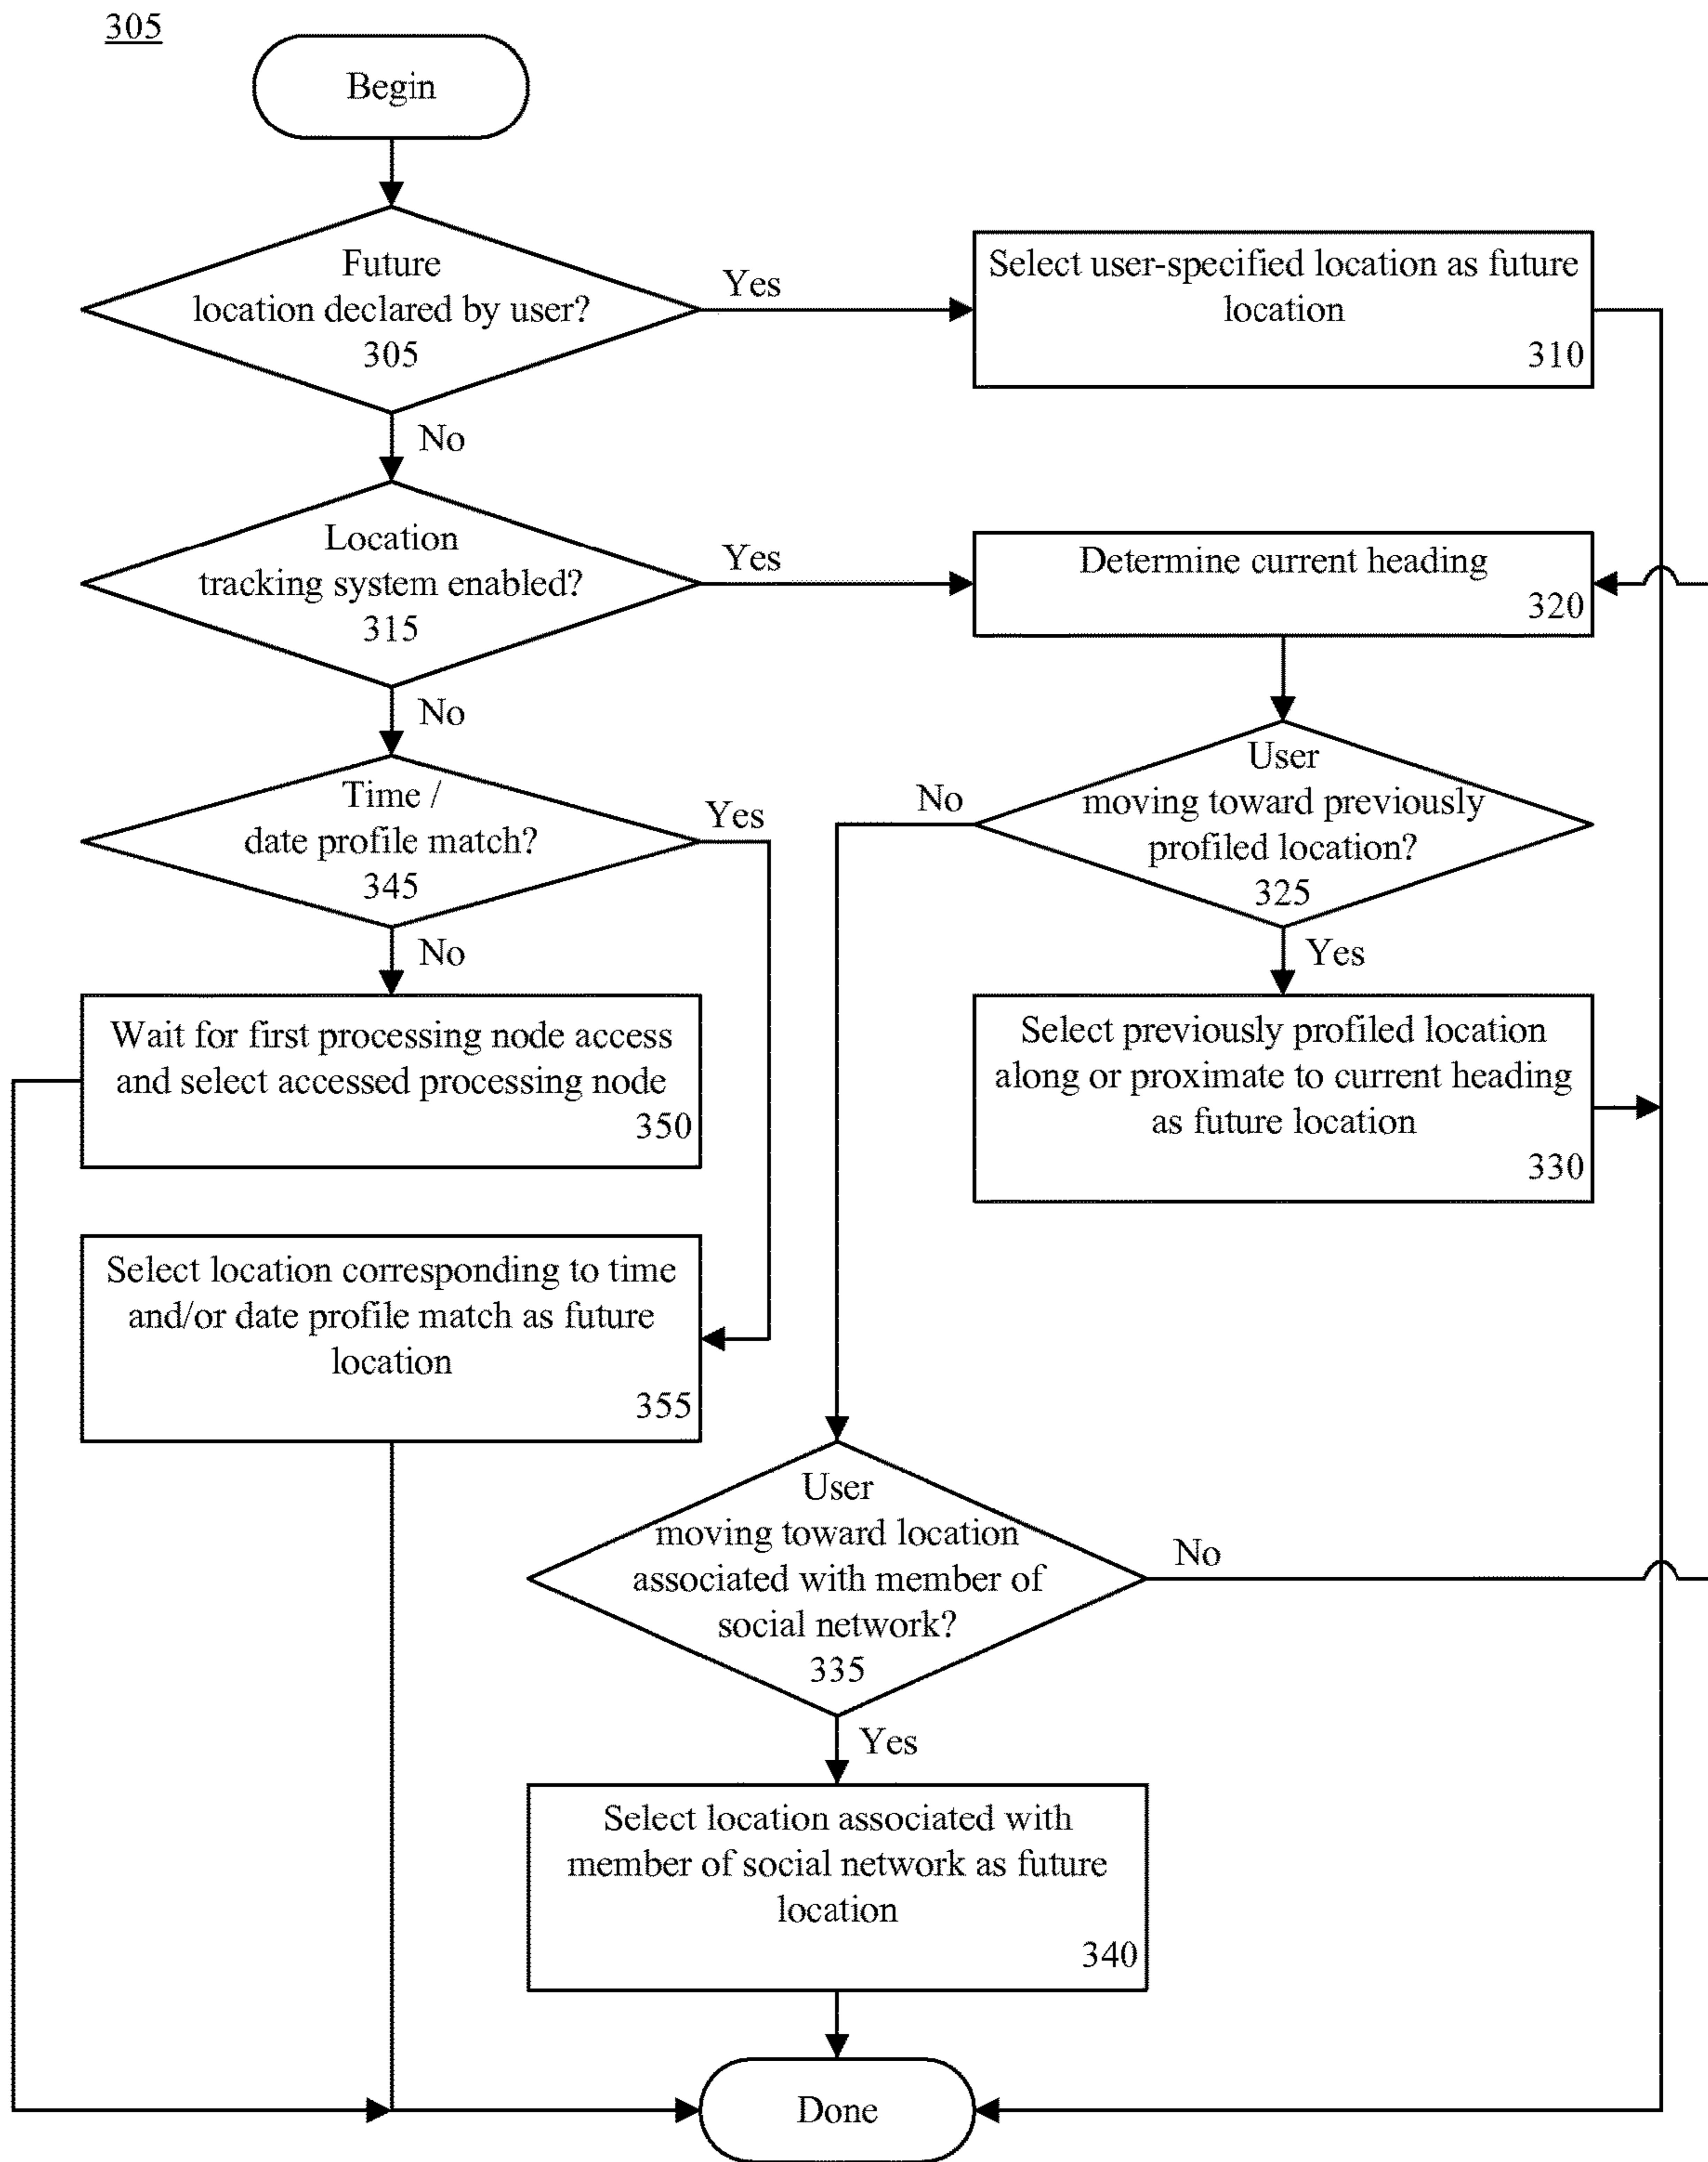 305
Begin
Future
location declared by user?
305
Yes
Select user-specified location as future
location
310
No
Location
tracking system enabled?
315
Yes
Determine current heading
320
No
Time /
date profile match?
345
Yes
User
moving toward previously
profiled location?
325
No
Yes
No
Wait for first processing node access
and select accessed processing node
350
Select previously profiled location
along or proximate to current heading
as future location
330
Select location corresponding to time
and/or date profile match as future
location
355
User
moving toward location
associated with member of
social network?
335
No
Yes
Select location associated with
member of social network as future
location
340
Done